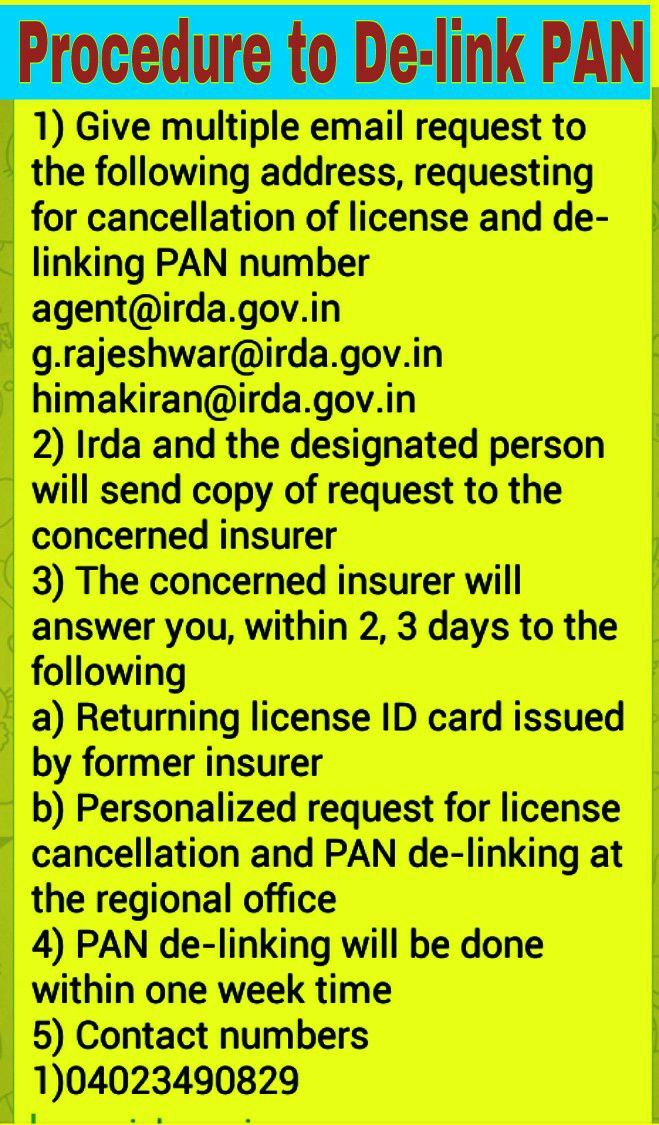 Procedure to De-link PAN
1) Give multiple email request to
the following address, requesting
for cancellation of license and de-
linking PAN number
agent@irda.gov.in
g.rajeshwar@irda.gov.in
himakiran@irda.gov.in
2) Irda and the designated person
will send copy of request to the
concerned insurer
3) The concerned insurer will
answer you, within 2, 3 days to the
following
a) Returning license ID card issued
by former insurer
b) Personalized request for license
cancellation and PAN de-linking at
the regional office
4) PAN de-linking will be done
within one week time
5) Contact numbers
1)04023490829